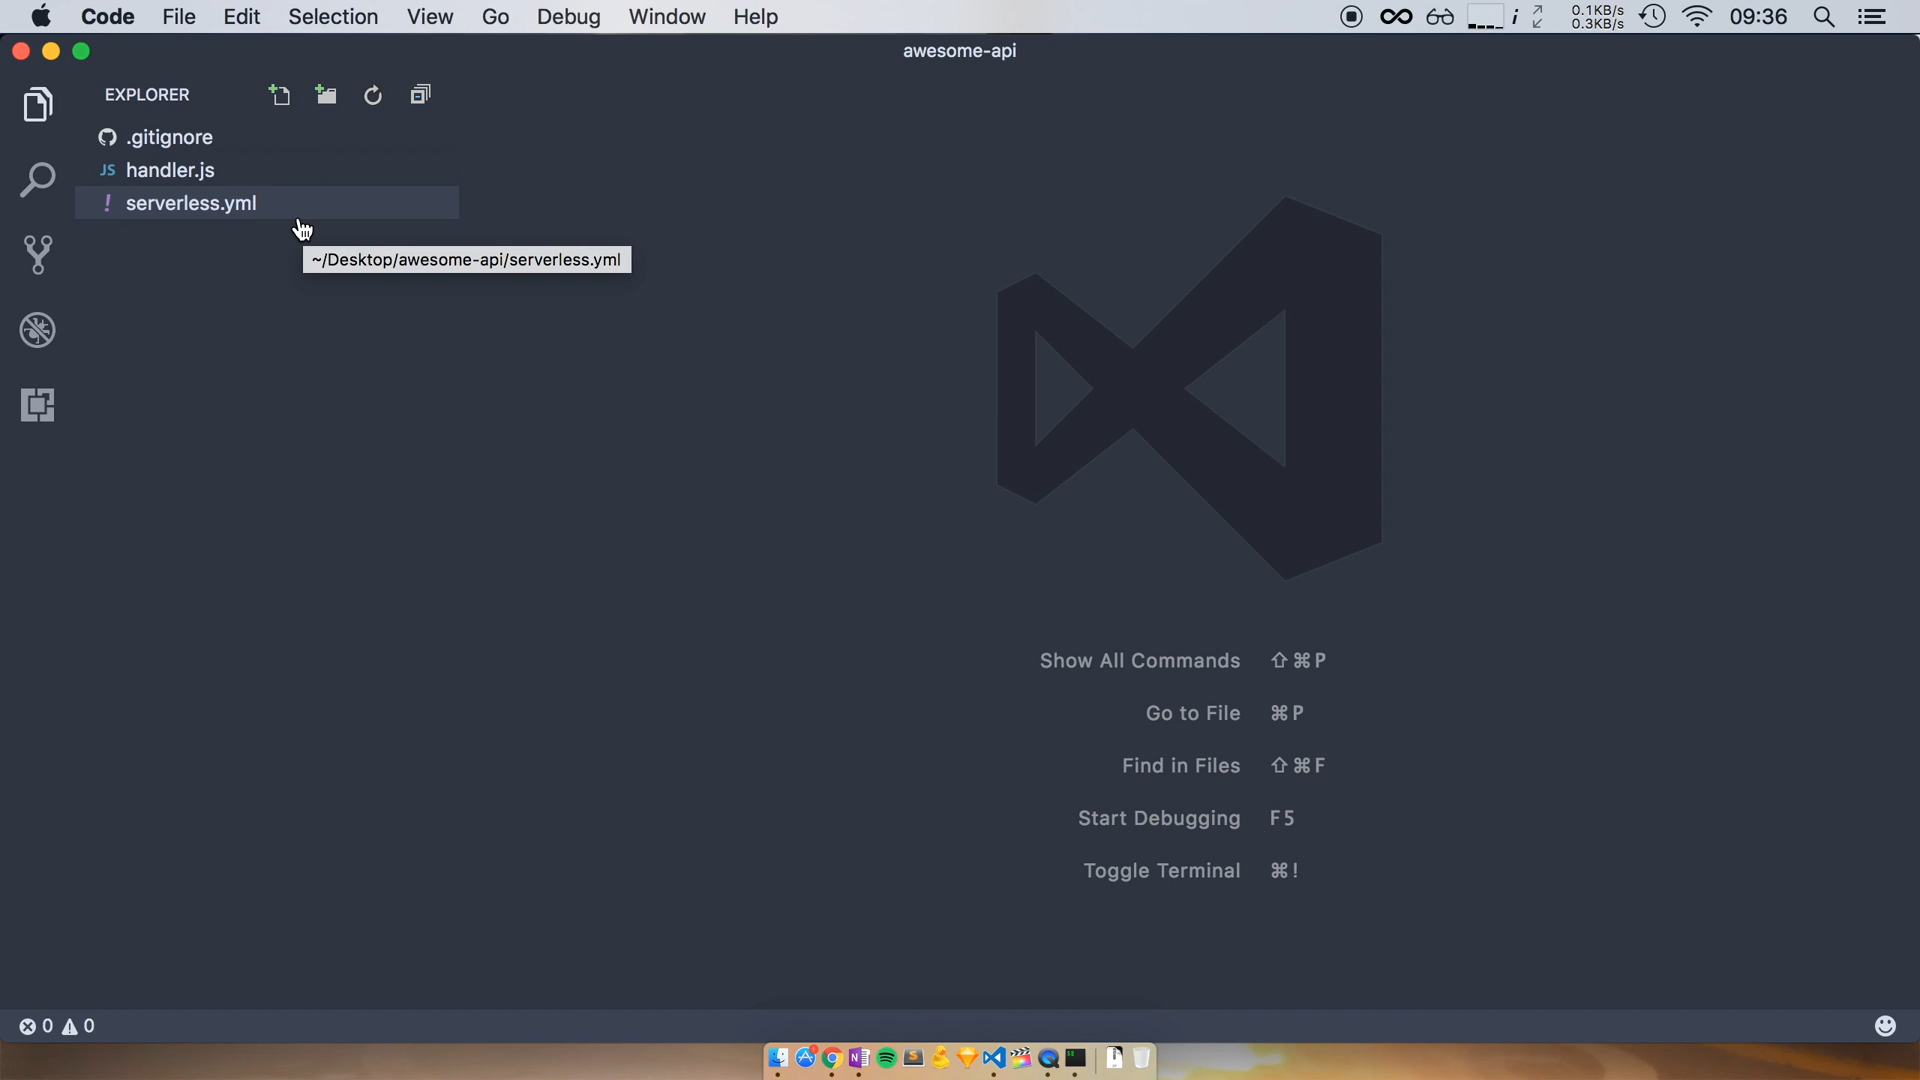 Code File Edit Selection View Go Debug Window Help
0.1KB/s
0.3KB/s
09:36
awesome-api
EXPLORER
.gitignore
JS handler.js
! serverless.yml
~/Desktop/awesome-api/serverless.yml
Show All Commands ⇧⌘P
Go to File ⌘P
Find in Files ⇧⌘F
Start Debugging F5
Toggle Terminal ⌘!
0 0